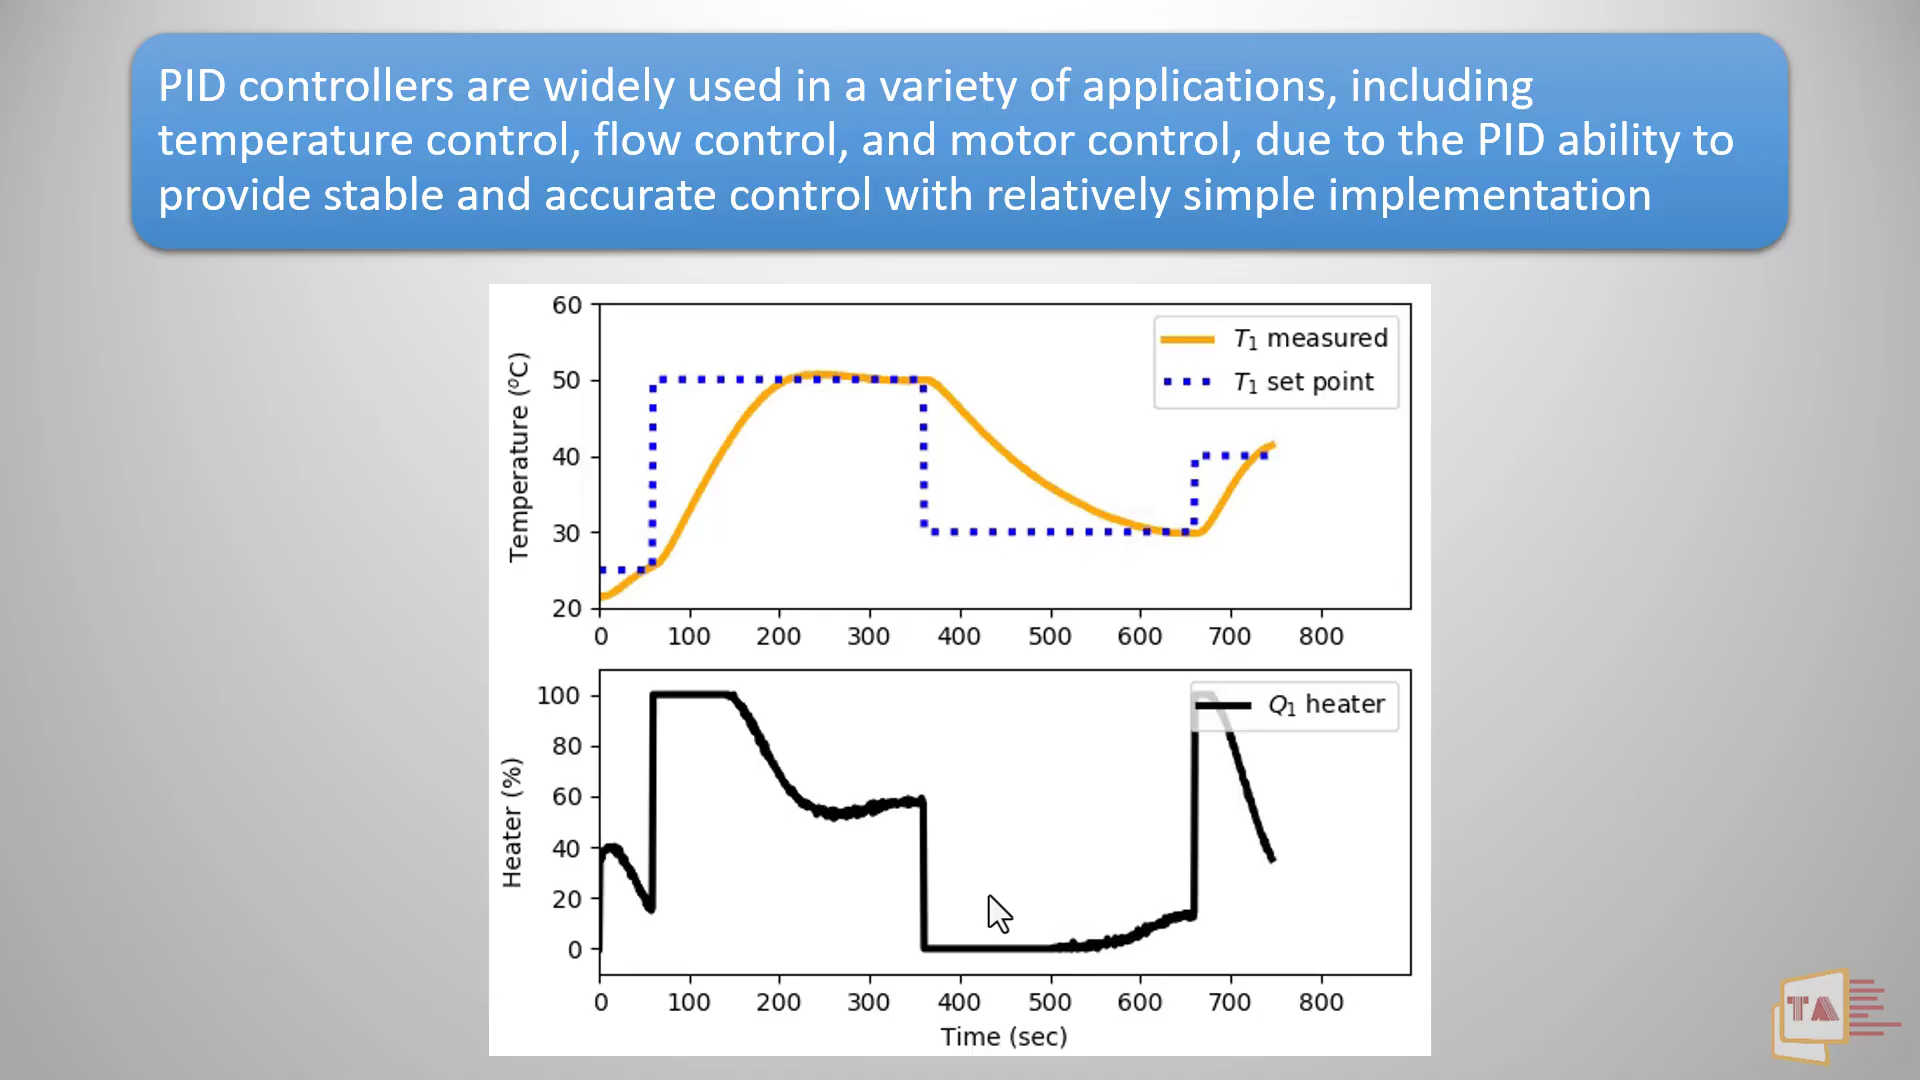 PID controllers are widely used in a variety of applications, including
temperature control, flow control, and motor control, due to the PID ability to
provide stable and accurate control with relatively simple implementation
60
50
40
30
20
Temperature (⁰C)
T₁ measured
T₁ set point
0 100 200 300 400 500 600 700 800
100
80
60
40
20
0
Heater (%)
Q₁ heater
0 100 200 300 400 500 600 700 800
Time (sec)
TA